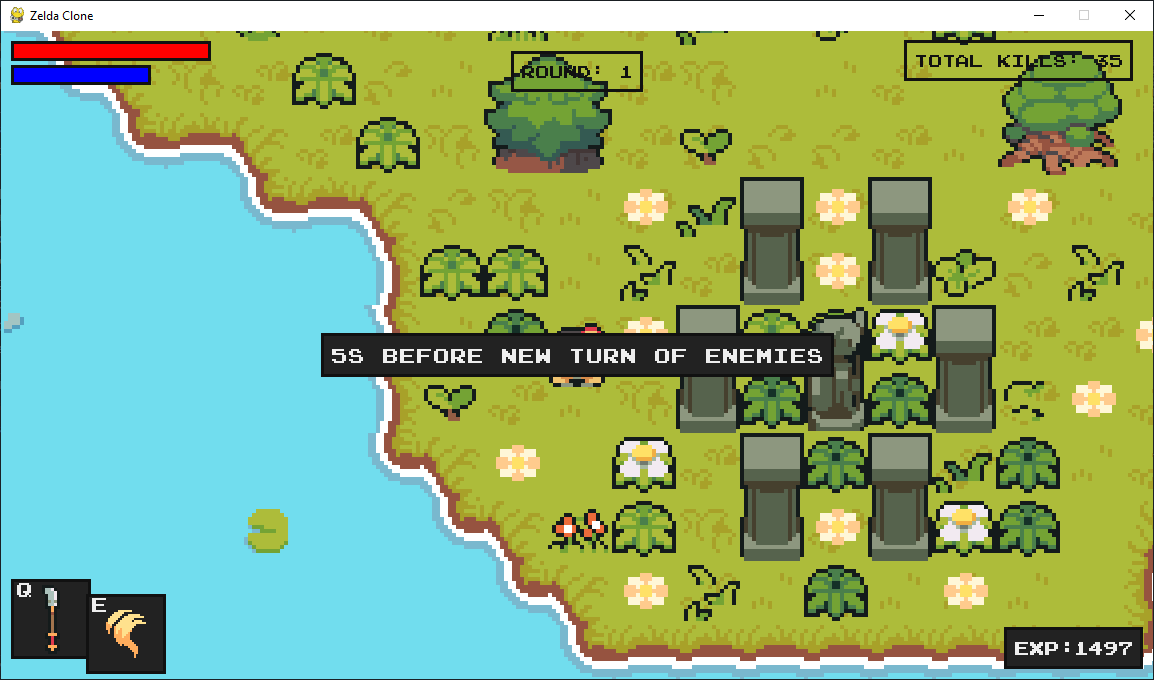 Zelda Clone
ROUND: 1
TOTAL KILLS: 35
5S BEFORE NEW TURN OF ENEMIES
Q
E
EXP:1497